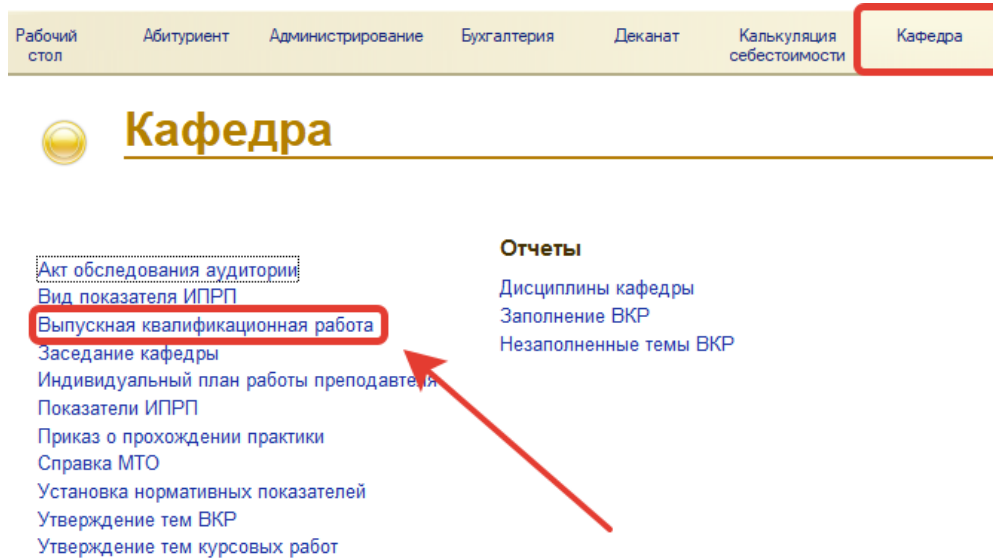 Рабочий стол Абитуриент Администрирование Бухгалтерия Деканат Калькуляция себестоимости Кафедра
Кафедра
Акт обследования аудитории
Вид показателя ИПРП
Выпускная квалификационная работа
Заседание кафедры
Индивидуальный план работы преподавтеля
Показатели ИПРП
Приказ о прохождении практики
Справка МТО
Установка нормативных показателей
Утверждение тем ВКР
Утверждение тем курсовых работ
Отчеты
Дисциплины кафедры
Заполнение ВКР
Незаполненные темы ВКР